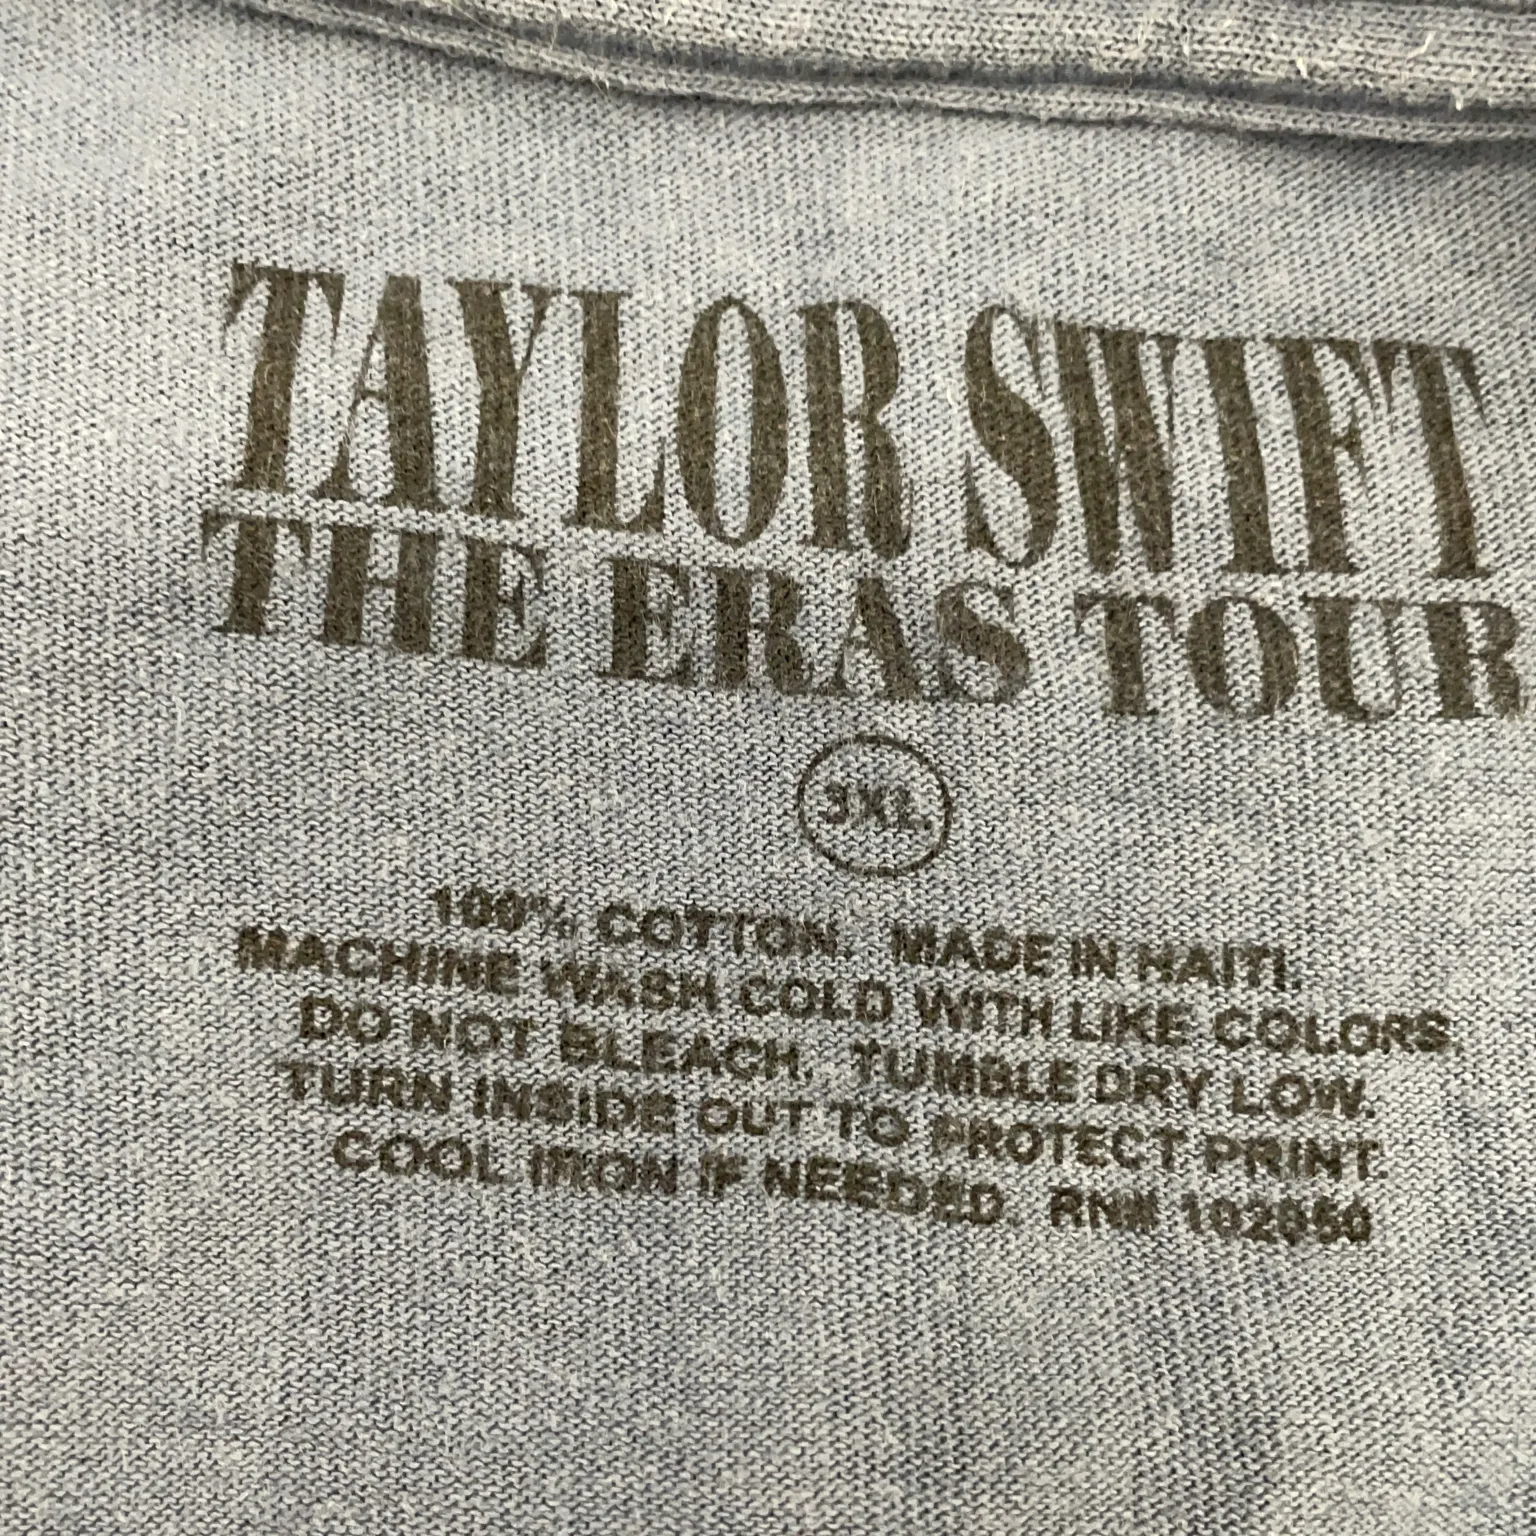 TAYLOR SWIFT
THE ERAS TOUR
3XL
100% COTTON. MADE IN HAITI.
MACHINE WASH COLD WITH LIKE COLORS
DO NOT BLEACH. TUMBLE DRY LOW.
TURN INSIDE OUT TO PROTECT PRINT.
COOL IRON IF NEEDED. RN#